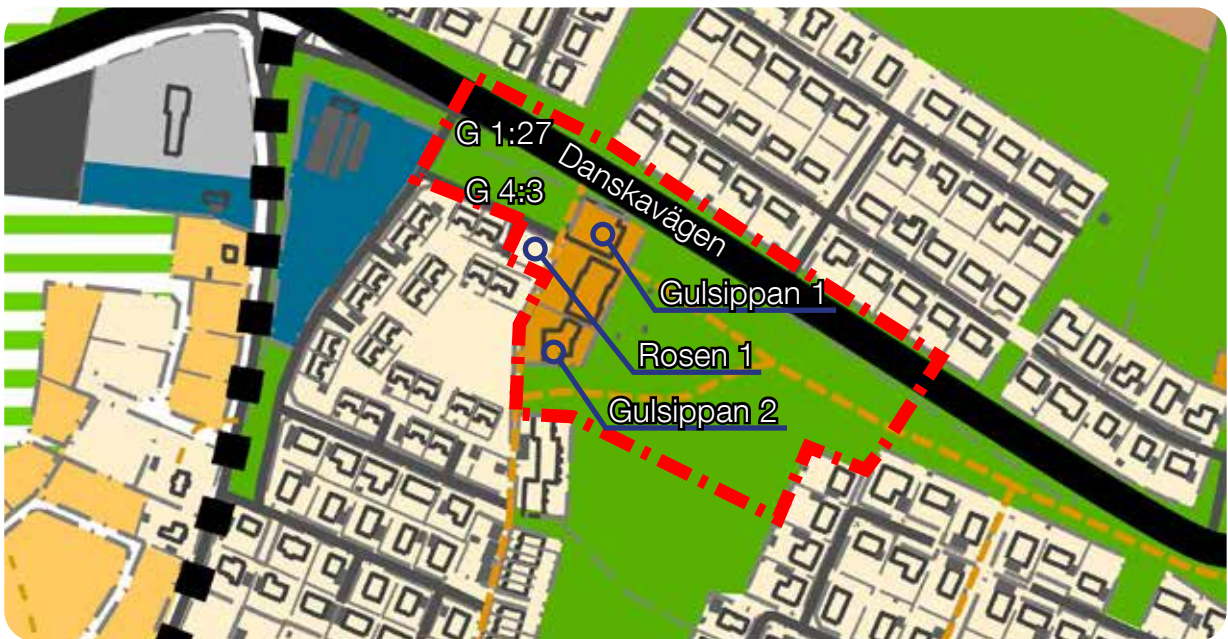 G 1:27
Danskavägen
G 4:3
Gulsippan 1
Rosen 1
Gulsippan 2